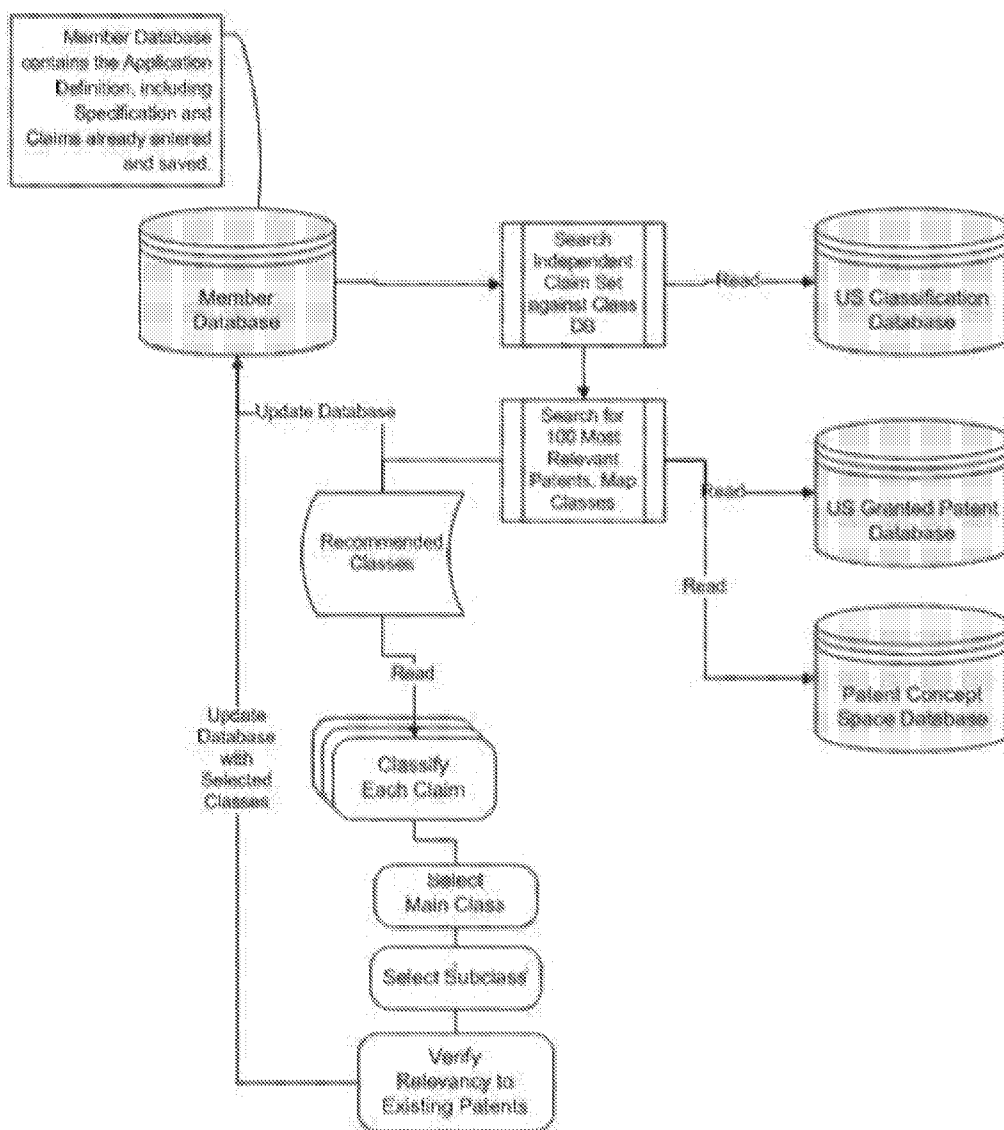 Member Database
contains the Application
Definition, including
Specification and
Claims already entered
and saved.
Member
Database
Search
Independent
Claim Set
against Class
DB
Read
US Classification
Database
Update Database
Search for
100 Most
Relevant
Patents, Map
Classes
Read
US Granted Patent
Database
Recommended
Classes
Read
Patent Concept
Space Database
Read
Update
Database
with
Selected
Classes
Classify
Each Claim
Select
Main Class
Select Subclass
Verify
Relevancy to
Existing Patents